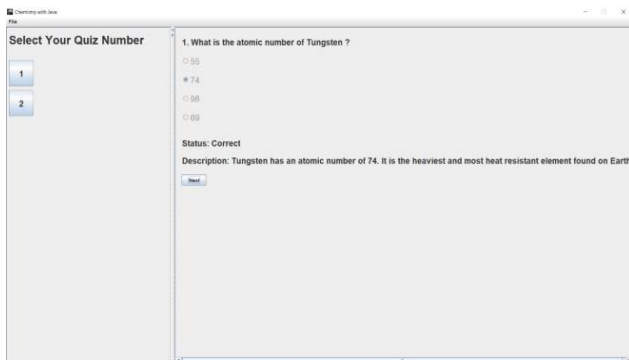 Chemistry with Java
File
Select Your Quiz Number
1
2
1. What is the atomic number of Tungsten ?
55
74
98
69
Status: Correct
Description: Tungsten has an atomic number of 74. It is the heaviest and most heat resistant element found on Earth
Next